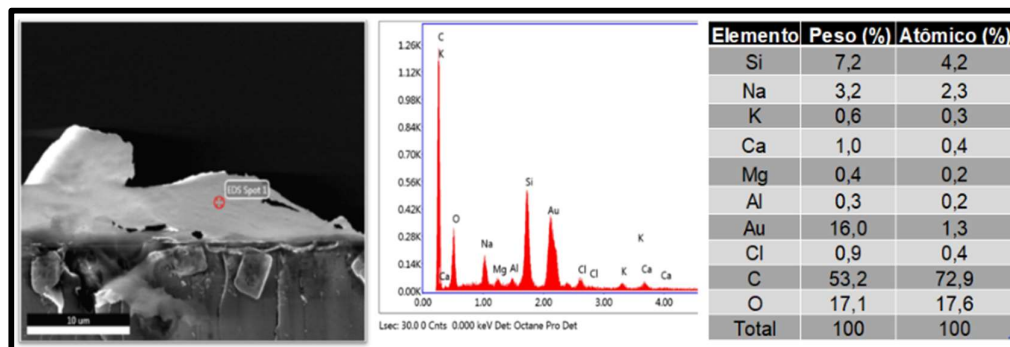 EDS Spot 1
10 um
1.26K
1.12K
0.98K
0.84K
0.70K
0.56K
0.42K
0.28K
0.14K
0.00K
C
K
Ca
O
Na
Mg
Al
Si
Au
Cl
Cl
K
K
Ca
Ca
0.00
1.00
2.00
3.00
4.00
Lsec: 30.0 0 Cnts 0.000 keV Det: Octane Pro Det
Elemento Peso (%) Atômico (%)
Si 7,2 4,2
Na 3,2 2,3
K 0,6 0,3
Ca 1,0 0,4
Mg 0,4 0,2
Al 0,3 0,2
Au 16,0 1,3
Cl 0,9 0,4
C 53,2 72,9
O 17,1 17,6
Total 100 100